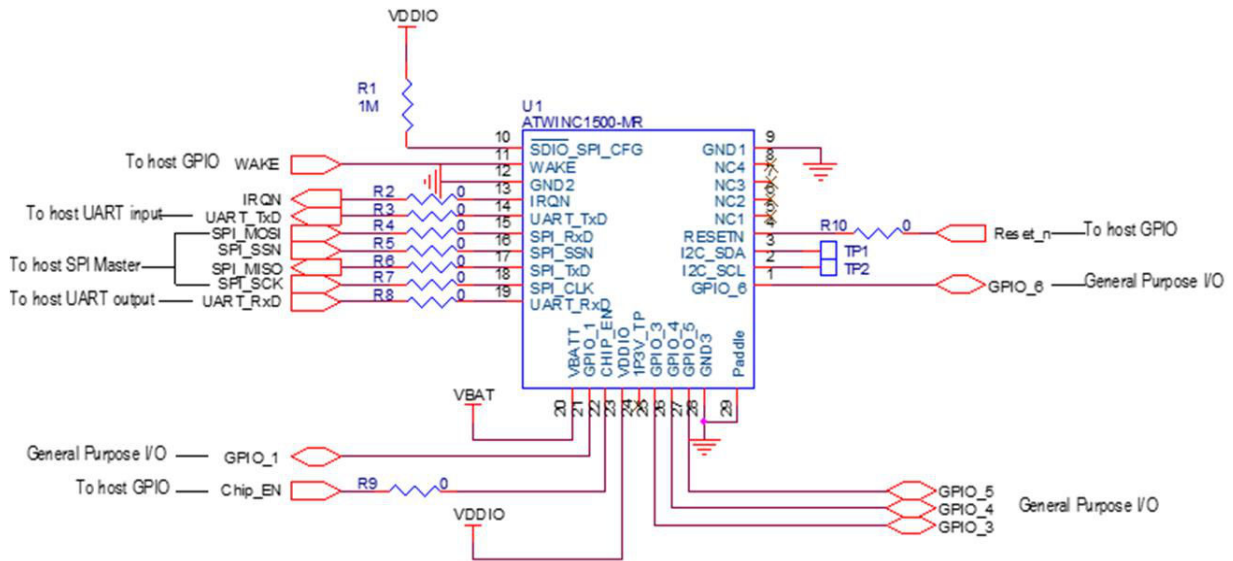 VDDIO
R1
1M
U1
ATWINC1500-MR
10
SDIO_SPI_CFG
GND1
9
To host GPIO WAKE
11
WAKE
NC4
8
12
GND2
NC3
7
IRQN
R2 0
13
IRQN
NC2
6
To host UART input
UART_TxD
R3 0
14
UART_TxD
NC1
5
SPI_MOSI
R4 0
15
SPI_RxD
RESETN
4
R10 0
Reset_n
To host GPIO
SPI_SSN
R5 0
16
SPI_SSN
I2C_SDA
3
TP1
To host SPI Master
SPI_MISO
R6 0
17
SPI_TxD
I2C_SCL
2
TP2
SPI_SCK
R7 0
18
SPI_CLK
GPIO_6
1
GPIO_6
General Purpose I/O
To host UART output
UART_RxD
R8 0
19
UART_RxD
VBATT
GPIO_1
CHIP_EN
VDDIO
1P3V_TP
GPIO_3
GPIO_4
GPIO_5
GND3
Paddle
20
21
22
23
24
25
26
27
28
29
VBAT
General Purpose I/O
GPIO_1
To host GPIO
Chip_EN
R9 0
VDDIO
GPIO_5
GPIO_4
GPIO_3
General Purpose I/O